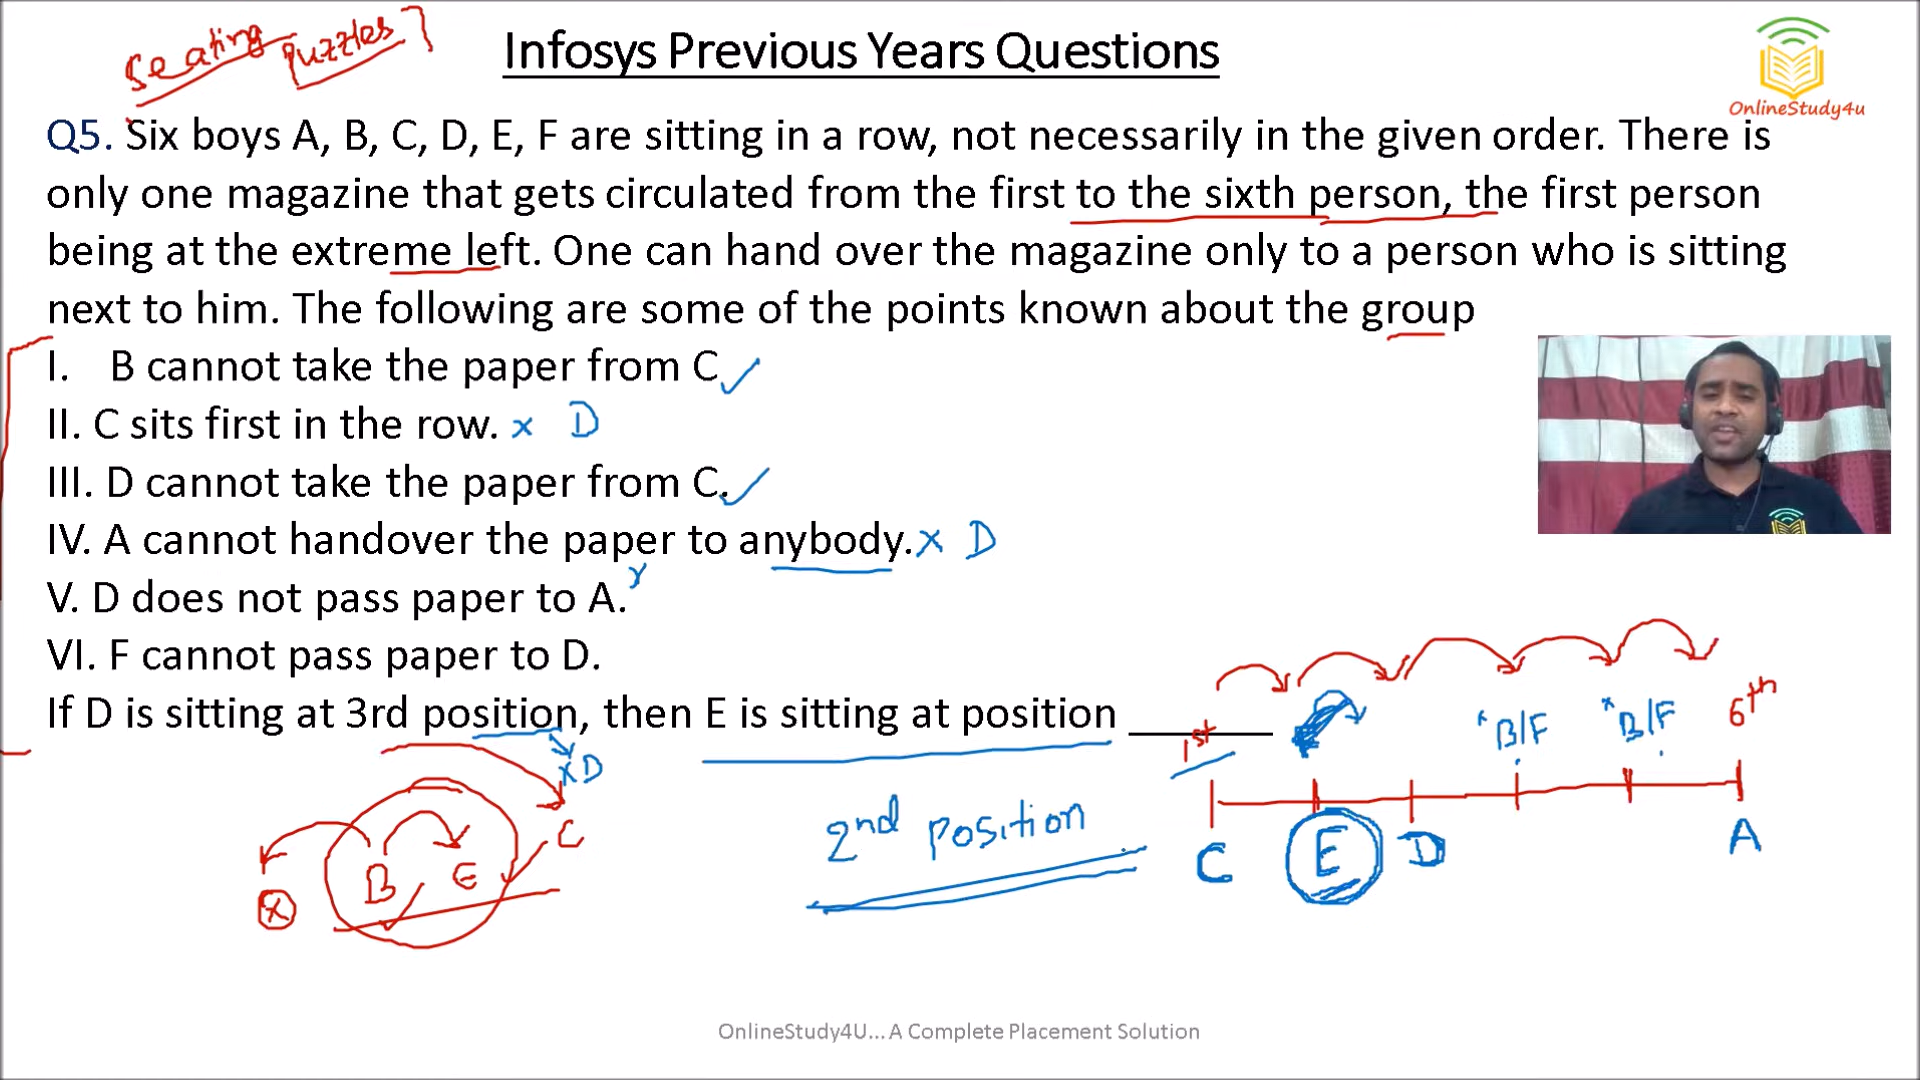 Seating puzzles
Infosys Previous Years Questions
OnlineStudy4u
Q5. Six boys A, B, C, D, E, F are sitting in a row, not necessarily in the given order. There is
only one magazine that gets circulated from the first to the sixth person, the first person
being at the extreme left. One can hand over the magazine only to a person who is sitting
next to him. The following are some of the points known about the group
I. B cannot take the paper from C
II. C sits first in the row. x D
III. D cannot take the paper from C.
IV. A cannot handover the paper to anybody. x D
V. D does not pass paper to A. x
VI. F cannot pass paper to D.
If D is sitting at 3rd position, then E is sitting at position ________
x D
1st B/F B/F 6th
2nd position
C E D A
x B E C
OnlineStudy4U... A Complete Placement Solution